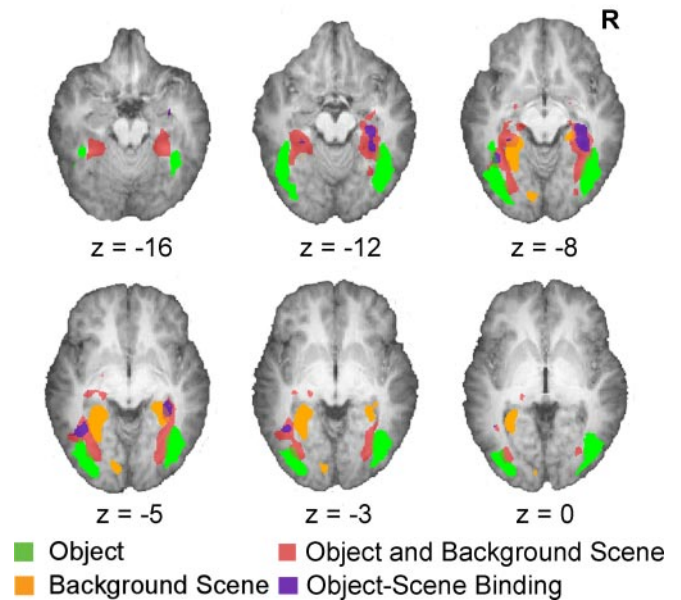 R
z = -16
z = -12
z = -8
z = -5
z = -3
z = 0
Object
Object and Background Scene
Background Scene
Object-Scene Binding